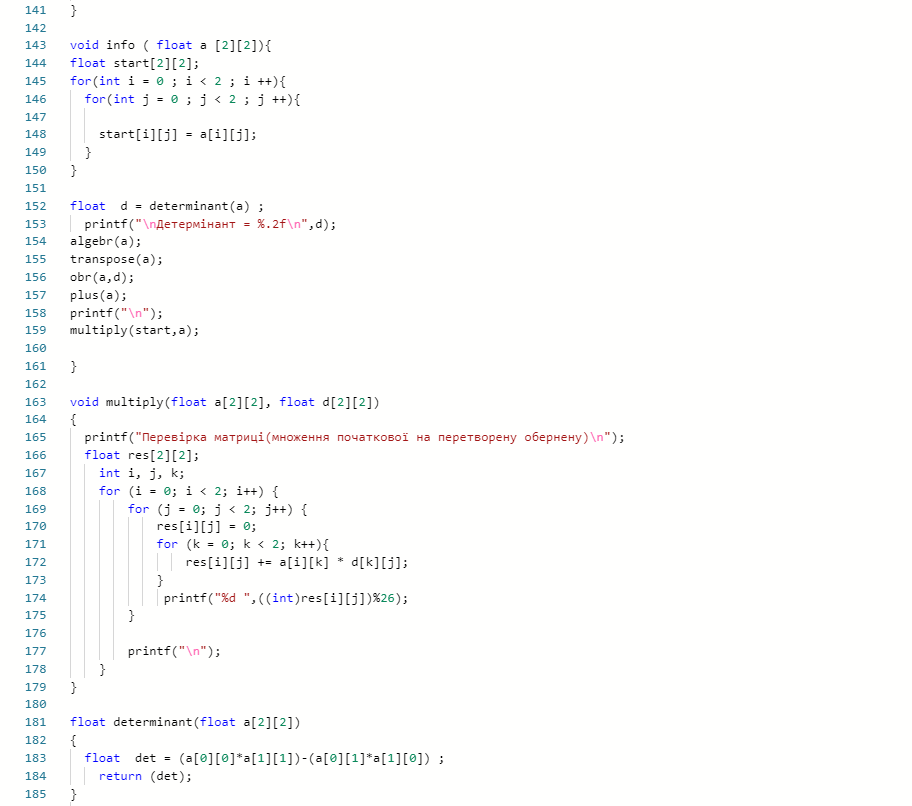 141 }
142
143 void info ( float a [2][2]){
144 float start[2][2];
145 for(int i = 0 ; i < 2 ; i ++){
146 for(int j = 0 ; j < 2 ; j ++){
147
148 start[i][j] = a[i][j];
149 }
150 }
151
152 float  d = determinant(a) ;
153 printf("\nДетермінант = %.2f\n",d);
154 algebr(a);
155 transpose(a);
156 obr(a,d);
157 plus(a);
158 printf("\n");
159 multiply(start,a);
160
161 }
162
163 void multiply(float a[2][2], float d[2][2])
164 {
165 printf("Перевірка матриці(множення початкової на перетворену обернену)\n");
166 float res[2][2];
167 int i, j, k;
168 for (i = 0; i < 2; i++) {
169 for (j = 0; j < 2; j++) {
170 res[i][j] = 0;
171 for (k = 0; k < 2; k++){
172 res[i][j] += a[i][k] * d[k][j];
173 }
174 printf("%d ",((int)res[i][j])%26);
175 }
176
177 printf("\n");
178 }
179 }
180
181 float determinant(float a[2][2])
182 {
183 float  det = (a[0][0]*a[1][1])-(a[0][1]*a[1][0]) ;
184 return (det);
185 }